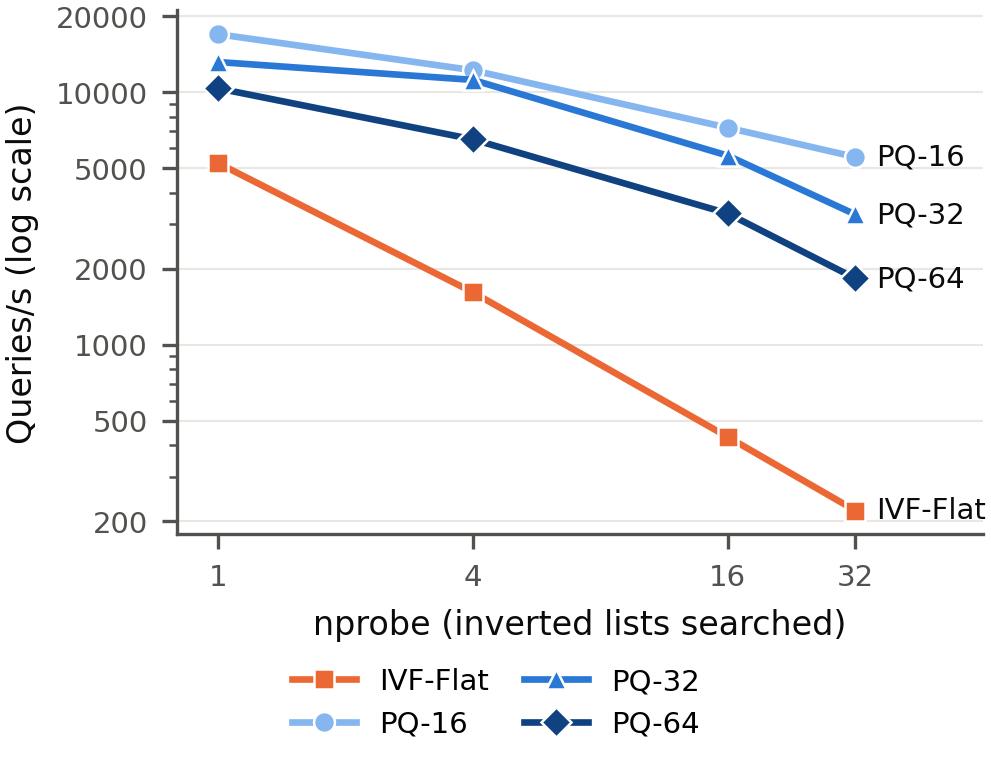 20000
10000
5000
2000
1000
500
200
Queries/s (log scale)
PQ-16
PQ-32
PQ-64
IVF-Flat
1 4 16 32
nprobe (inverted lists searched)
IVF-Flat PQ-32
PQ-16 PQ-64